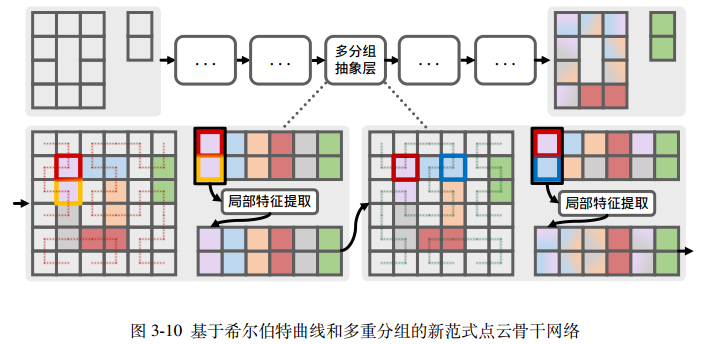 ...
...
多分组
抽象层
...
...
局部特征提取
局部特征提取
图 3-10 基于希尔伯特曲线和多重分组的新范式点云骨干网络